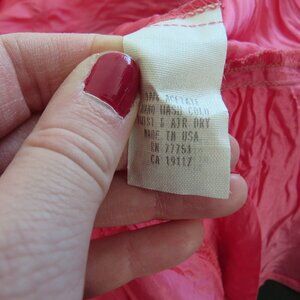 ACETATE
HAND WASH COLD
& AIR DRY
MADE IN USA
RN 77751
CA 19117